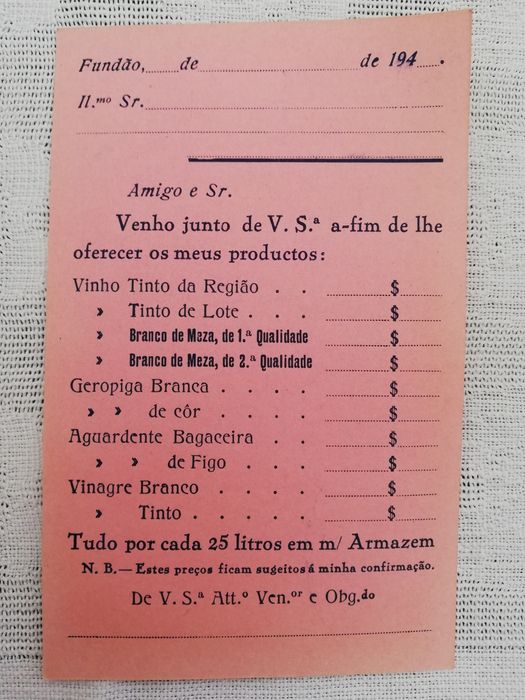 Fundão,......de.................................de 194......
Il.mo Sr.
Amigo e Sr.
Venho junto de V. S.ª a-fim de lhe
oferecer os meus productos:
Vinho Tinto da Região . . $
» Tinto de Lote . . . $
» Branco de Meza, de 1.ª Qualidade $
» Branco de Meza, de 2.ª Qualidade $
Geropiga Branca . . . . $
» » de côr . . . . $
Aguardente Bagaceira . . $
» » de Figo . . . $
Vinagre Branco . . . . $
» Tinto . . . . . $
Tudo por cada 25 litros em m/ Armazem
N. B.—Estes preços ficam sugeitos á minha confirmação.
De V. S.ª Att.º Ven.or e Obg.do